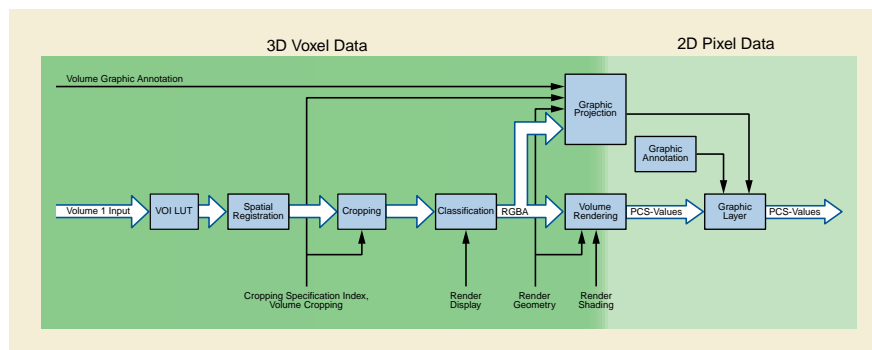 3D Voxel Data
2D Pixel Data
Volume Graphic Annotation
Graphic
Projection
Graphic
Annotation
Volume 1 Input
VOI LUT
Spatial
Registration
Cropping
Classification
RGBA
Volume
Rendering
PCS-Values
Graphic
Layer
PCS-Values
Cropping Specification Index,
Volume Cropping
Render
Display
Render
Geometry
Render
Shading